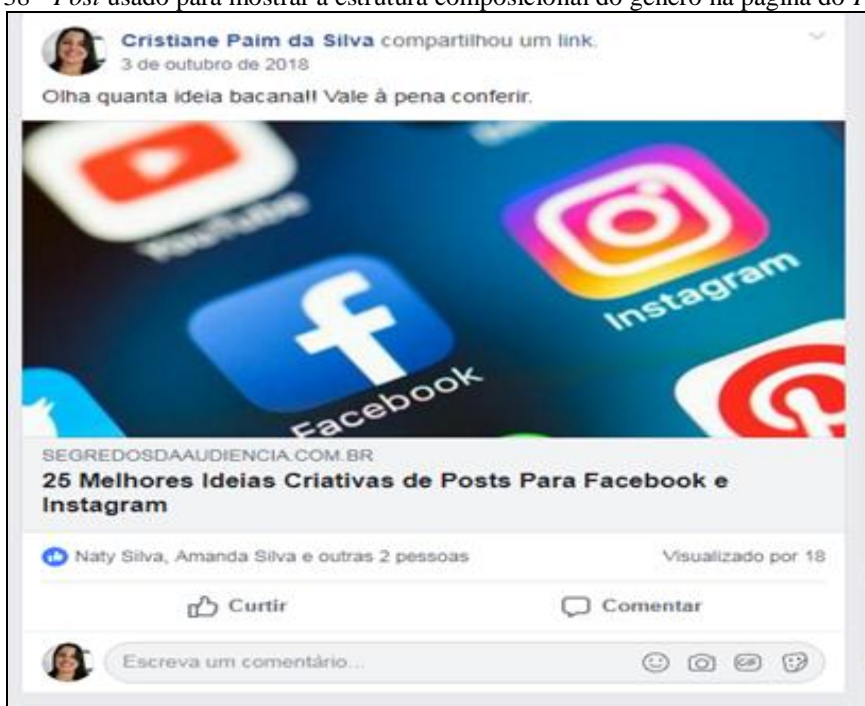 38 - Post usado para mostrar a estrutura composicional do gênero na página do
Cristiane Paim da Silva compartilhou um link.
3 de outubro de 2018
Olha quanta ideia bacana!! Vale à pena conferir.
YouTube
Instagram
Facebook
SEGREDOSDAAUDIENCIA.COM.BR
25 Melhores Ideias Criativas de Posts Para Facebook e
Instagram
Naty Silva, Amanda Silva e outras 2 pessoas
Visualizado por 18
Curtir
Comentar
Escreva um comentário...
GIF